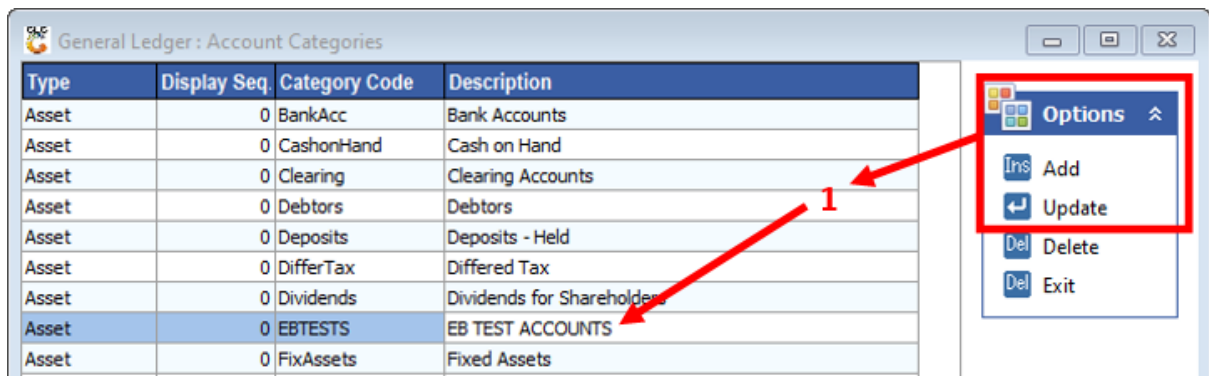 General Ledger : Account Categories
Type Display Seq. Category Code Description
Asset 0 BankAcc Bank Accounts
Asset 0 CashonHand Cash on Hand
Asset 0 Clearing Clearing Accounts
Asset 0 Debtors Debtors
Asset 0 Deposits Deposits - Held
Asset 0 DifferTax Differed Tax
Asset 0 Dividends Dividends for Shareholders
Asset 0 EBTESTS EB TEST ACCOUNTS
Asset 0 FixAssets Fixed Assets
1
Options
Ins Add
Update
Del Delete
Del Exit